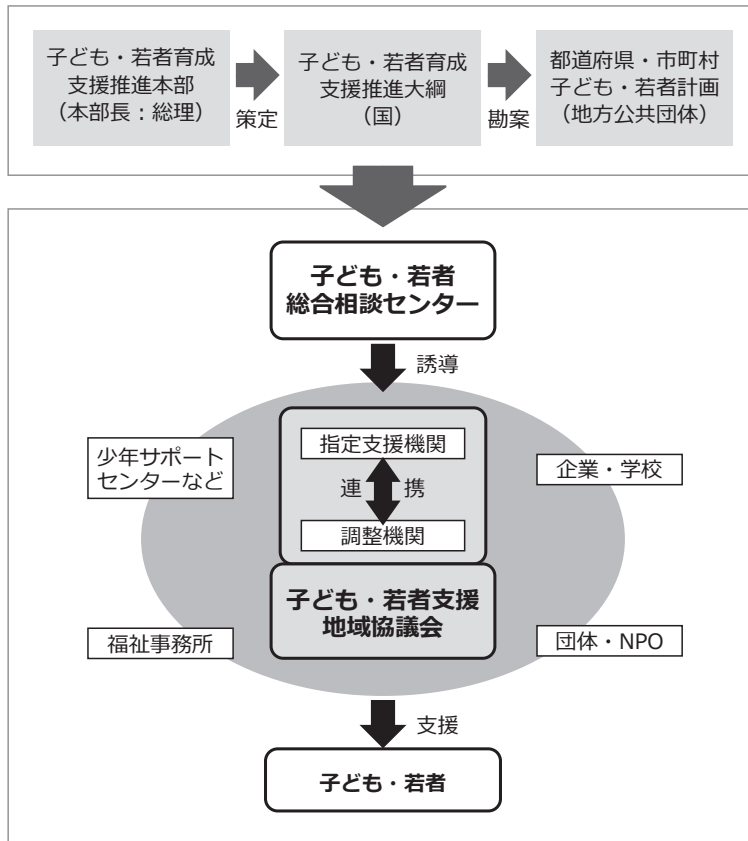 子ども・若者育成
支援推進本部
（本部長：総理）
策定
子ども・若者育成
支援推進大綱
（国）
勘案
都道府県・市町村
子ども・若者計画
（地方公共団体）
子ども・若者
総合相談センター
誘導
少年サポート
センターなど
指定支援機関
連 携
調整機関
企業・学校
子ども・若者支援
地域協議会
福祉事務所
団体・NPO
支援
子ども・若者